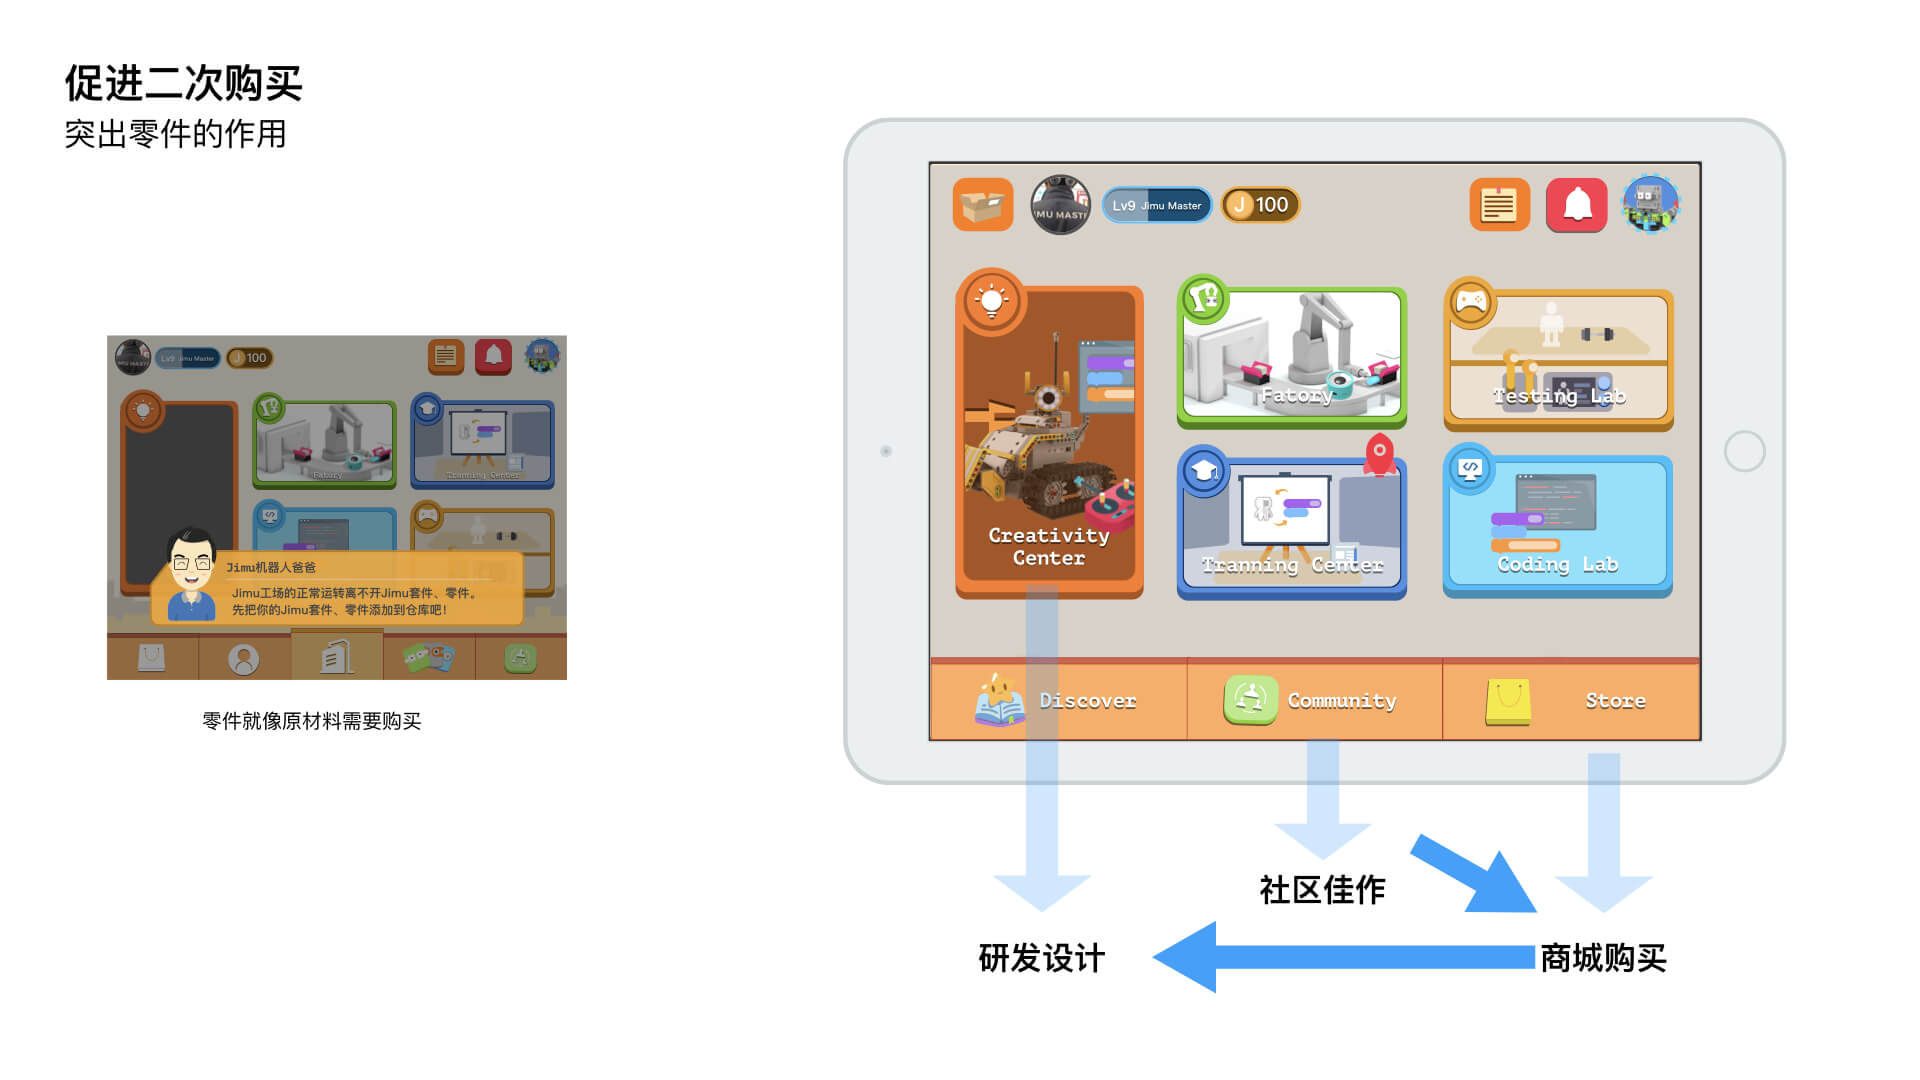 促进二次购买
突出零件的作用
Lv9 Jimu Master
J 100
Fatory
Tranning Center
Jimu机器人爸爸
Jimu工场的正常运转离不开Jimu套件、零件。
先把你的Jimu套件、零件添加到仓库吧!
零件就像原材料需要购买
IMU MASTE
Lv9 Jimu Master
J 100
Creativity
Center
Fatory
Testing Lab
Tranning Center
Coding Lab
Discover
Community
Store
社区佳作
研发设计
商城购买